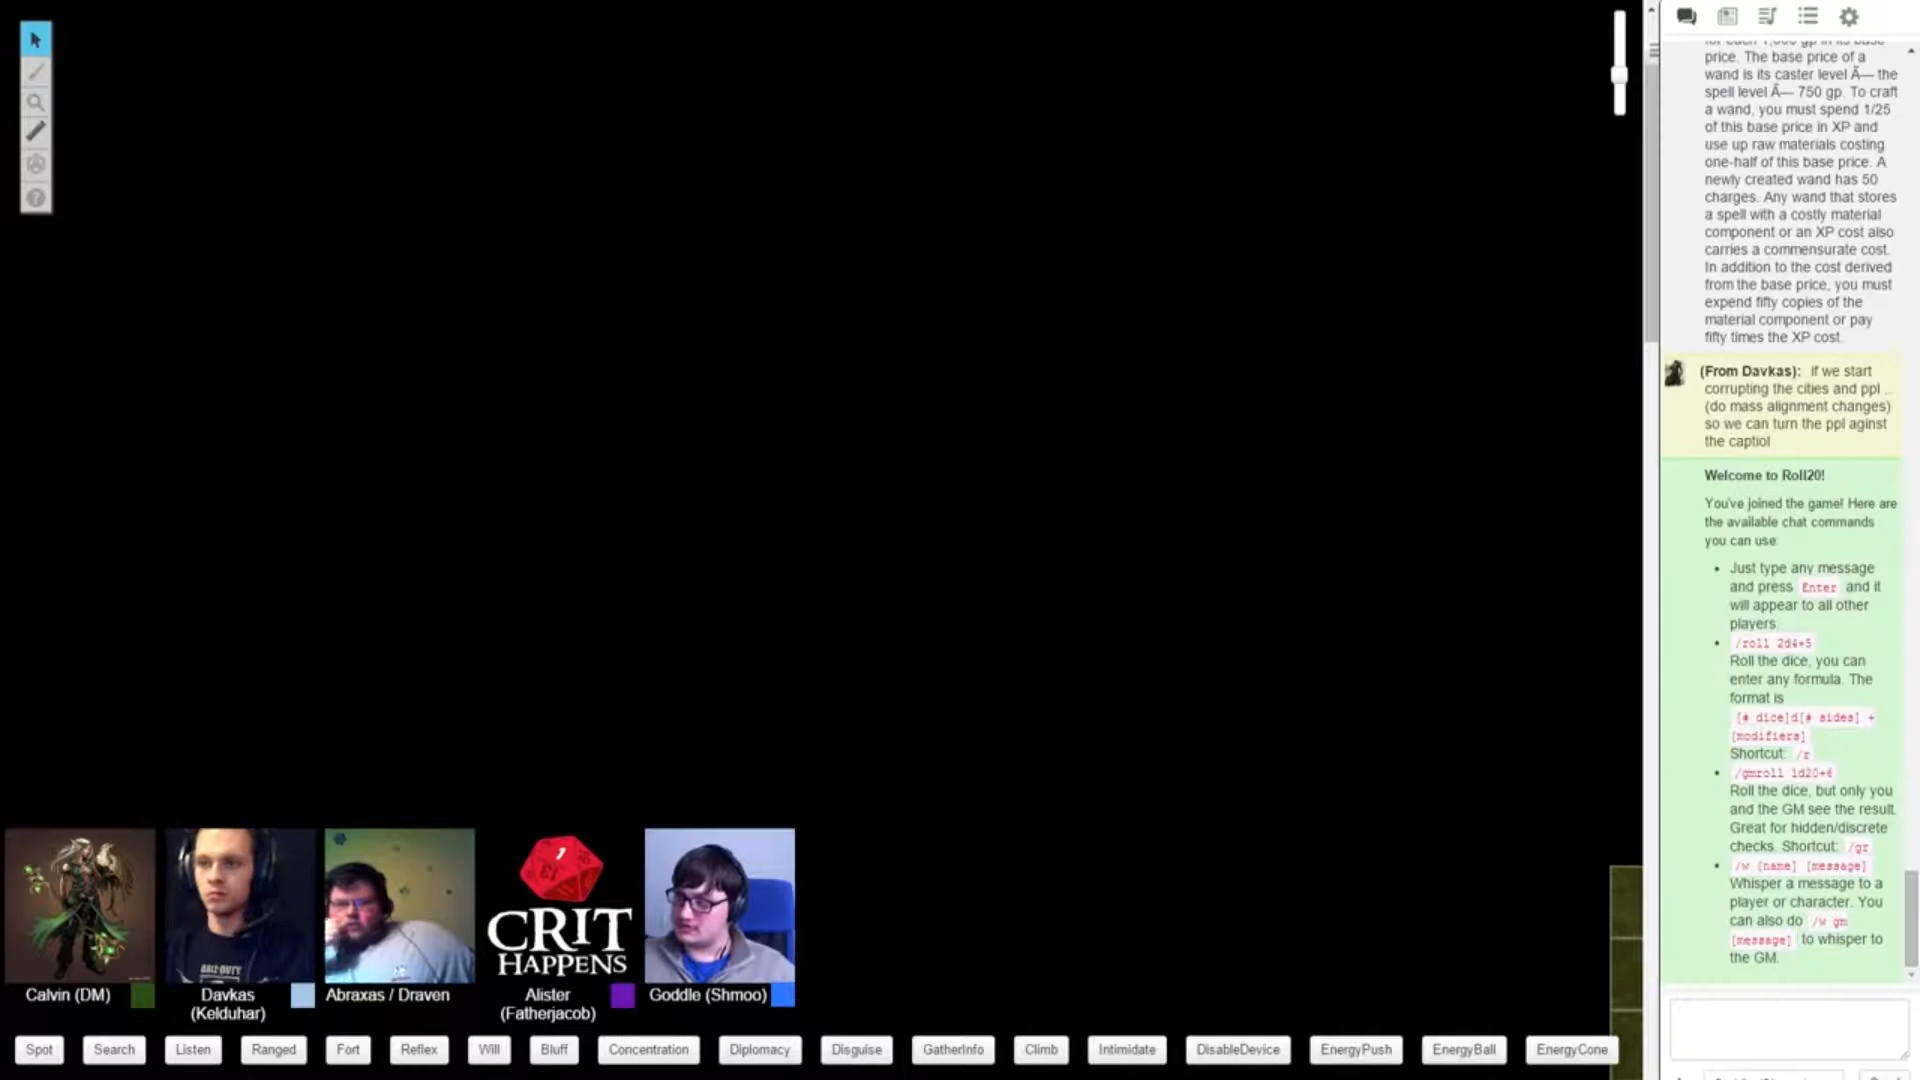 for each 1,000 gp in its base
price. The base price of a
wand is its caster level Ã— the
spell level Ã— 750 gp. To craft
a wand, you must spend 1/25
of this base price in XP and
use up raw materials costing
one-half of this base price. A
newly created wand has 50
charges. Any wand that stores
a spell with a costly material
component or an XP cost also
carries a commensurate cost.
In addition to the cost derived
from the base price, you must
expend fifty copies of the
material component or pay
fifty times the XP cost.
(From Davkas): if we start
corrupting the cities and ppl ..
(do mass alignment changes)
so we can turn the ppl aginst
the captiol
Welcome to Roll20!
You've joined the game! Here are
the available chat commands
you can use:
• Just type any message
and press Enter and it
will appear to all other
players.
• /roll 2d4+5
Roll the dice, you can
enter any formula. The
format is
[# dice]d[# sides] +
[modifiers]
Shortcut: /r
• /gmroll 1d20+6
Roll the dice, but only you
and the GM see the result.
Great for hidden/discrete
checks. Shortcut: /gr
• /w [name] [message]
Whisper a message to a
player or character. You
can also do /w gm
[message] to whisper to
the GM.
CALL·DUTY
1
13
CRIT
HAPPENS
Calvin (DM)
Davkas
(Kelduhar)
Abraxas / Draven
Alister
(Fatherjacob)
Goddle (Shmoo)
Spot
Search
Listen
Ranged
Fort
Reflex
Will
Bluff
Concentration
Diplomacy
Disguise
GatherInfo
Climb
Intimidate
DisableDevice
EnergyPush
EnergyBall
EnergyCone